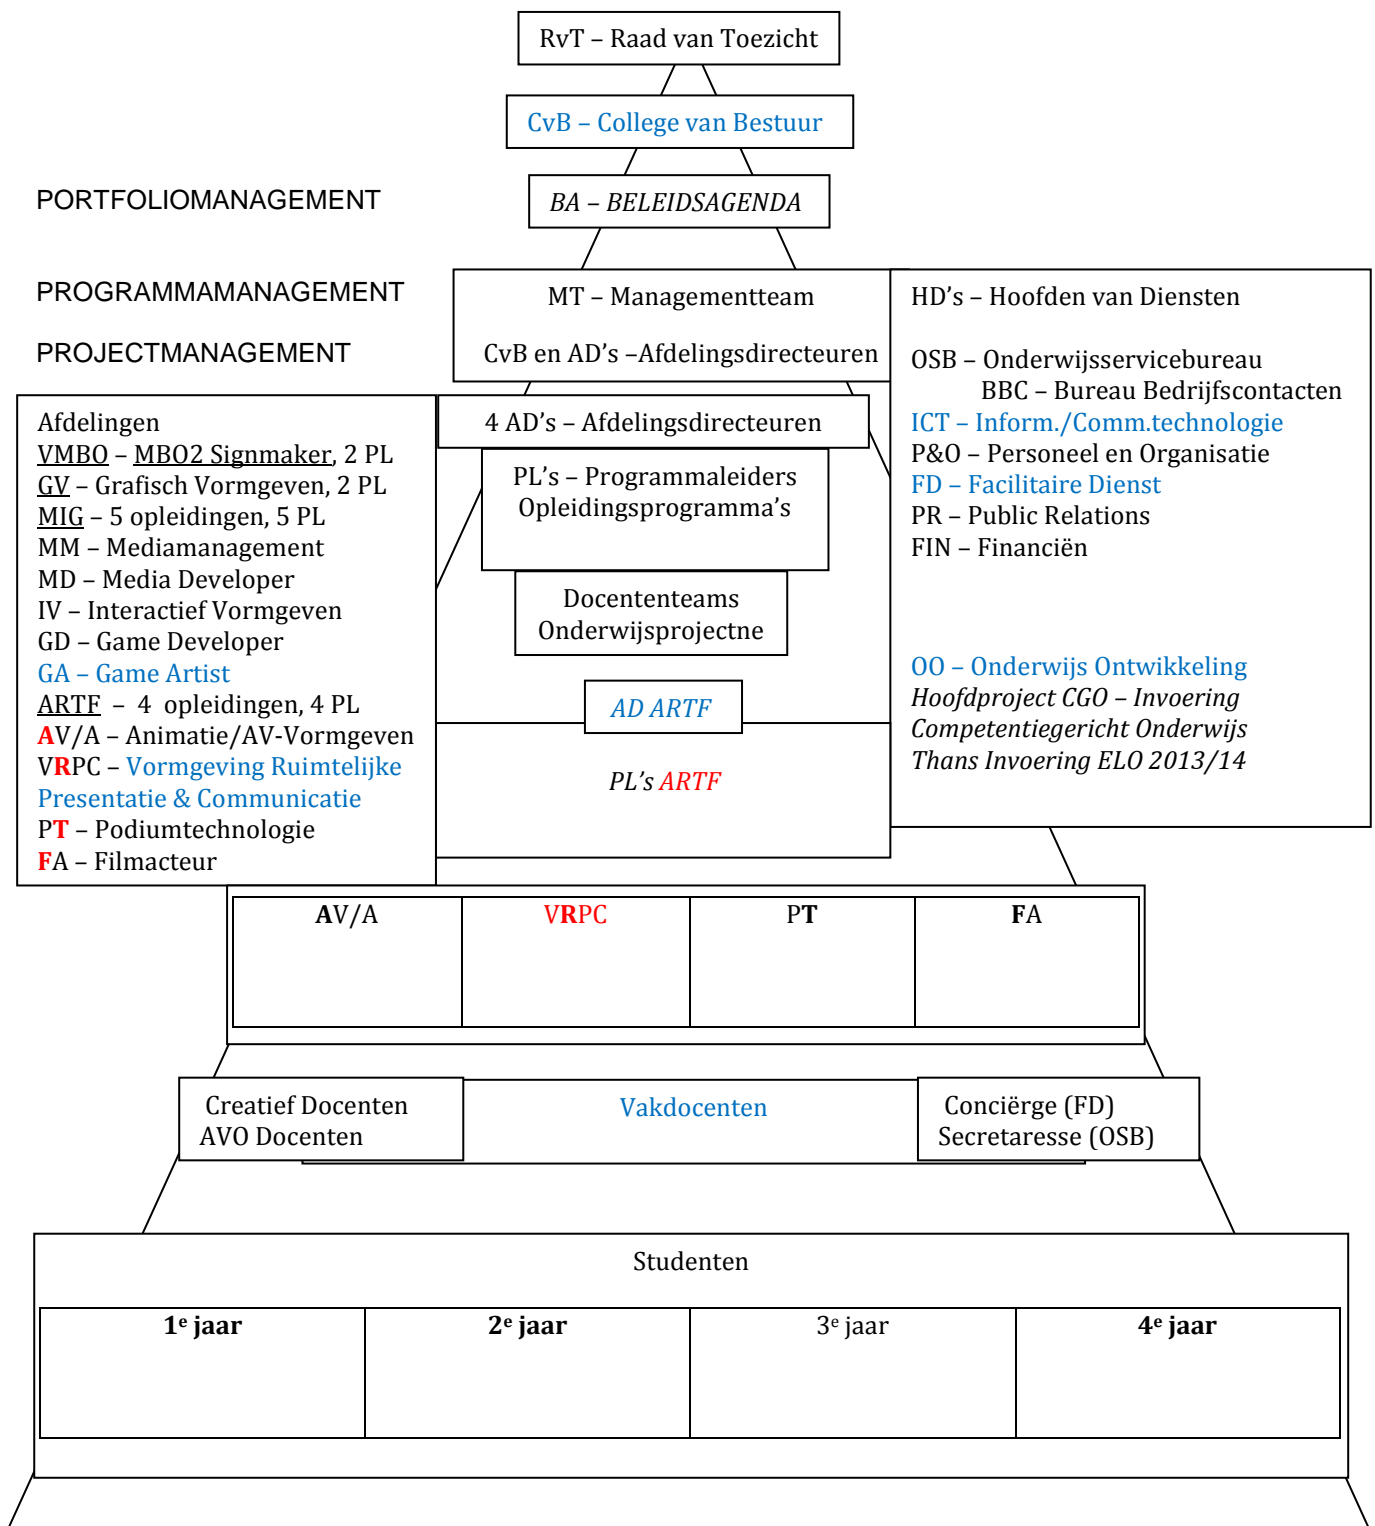 RvT – Raad van Toezicht
CvB – College van Bestuur
PORTFOLIOMANAGEMENT
BA – BELEIDSAGENDA
PROGRAMMAMANAGEMENT
MT – Managementteam
PROJECTMANAGEMENT
CvB en AD's –Afdelingsdirecteuren
HD's – Hoofden van Diensten
OSB – Onderwijsservicebureau
BBC – Bureau Bedrijfscontacten
ICT – Inform./Comm.technologie
P&O – Personeel en Organisatie
FD – Facilitaire Dienst
PR – Public Relations
FIN – Financiën
OO – Onderwijs Ontwikkeling
Hoofdproject CGO – Invoering
Competentiegericht Onderwijs
Thans Invoering ELO 2013/14
Afdelingen
VMBO – MBO2 Signmaker, 2 PL
GV – Grafisch Vormgeven, 2 PL
MIG – 5 opleidingen, 5 PL
MM – Mediamanagement
MD – Media Developer
IV – Interactief Vormgeven
GD – Game Developer
GA – Game Artist
ARTF – 4 opleidingen, 4 PL
AV/A – Animatie/AV-Vormgeven
VRPC – Vormgeving Ruimtelijke
Presentatie & Communicatie
PT – Podiumtechnologie
FA – Filmacteur
4 AD's – Afdelingsdirecteuren
PL's – Programmaleiders
Opleidingsprogramma's
Docententeams
Onderwijsprojectne
AD ARTF
PL's ARTF
AV/A
VRPC
PT
FA
Creatief Docenten
AVO Docenten
Vakdocenten
Conciërge (FD)
Secretaresse (OSB)
Studenten
1e jaar
2e jaar
3e jaar
4e jaar